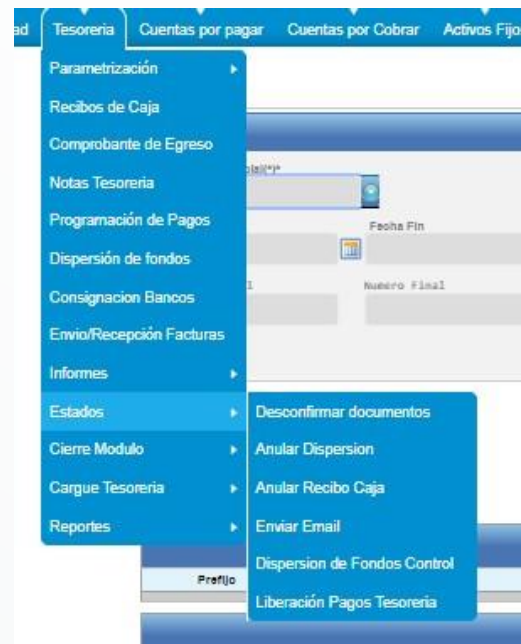 Tesoreria
Cuentas por pagar
Cuentas por Cobrar
Activos Fijo
Parametrización
Recibos de Caja
Comprobante de Egreso
Notas Tesoreria
Programación de Pagos
Dispersión de fondos
Consignacion Bancos
Envio/Recepción Facturas
Informes
Estados
Cierre Modulo
Cargue Tesoreria
Reportes
Desconfirmar documentos
Anular Dispersion
Anular Recibo Caja
Enviar Email
Dispersion de Fondos Control
Liberación Pagos Tesoreria
Fecha Fin
Numero Final
Prefijo